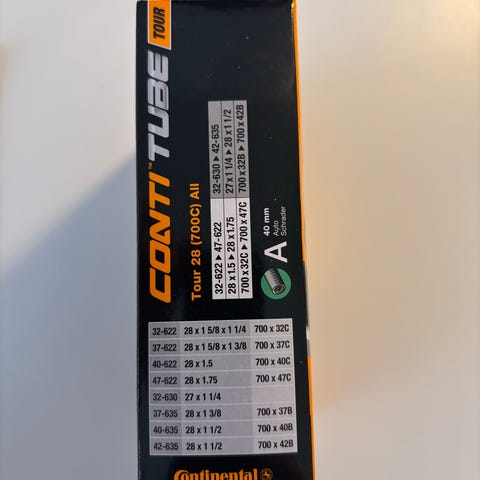 CONTI™TUBE TOUR
Tour 28 (700C) All
32-622 ▸ 47-622
28 x 1.5 ▸ 28 x 1.75
700 x 32C ▸ 700 x 47C
32-630 ▸ 42-635
27 x 1 1/4 ▸ 28 x 1 1/2
700 x 32B ▸ 700 x 42B
A
40 mm
Auto
Schrader
32-622 28 x 1 5/8 x 1 1/4 700 x 32C
37-622 28 x 1 5/8 x 1 3/8 700 x 37C
40-622 28 x 1.5 700 x 40C
47-622 28 x 1.75 700 x 47C
32-630 27 x 1 1/4
37-635 28 x 1 3/8 700 x 37B
40-635 28 x 1 1/2 700 x 40B
42-635 28 x 1 1/2 700 x 42B
Continental